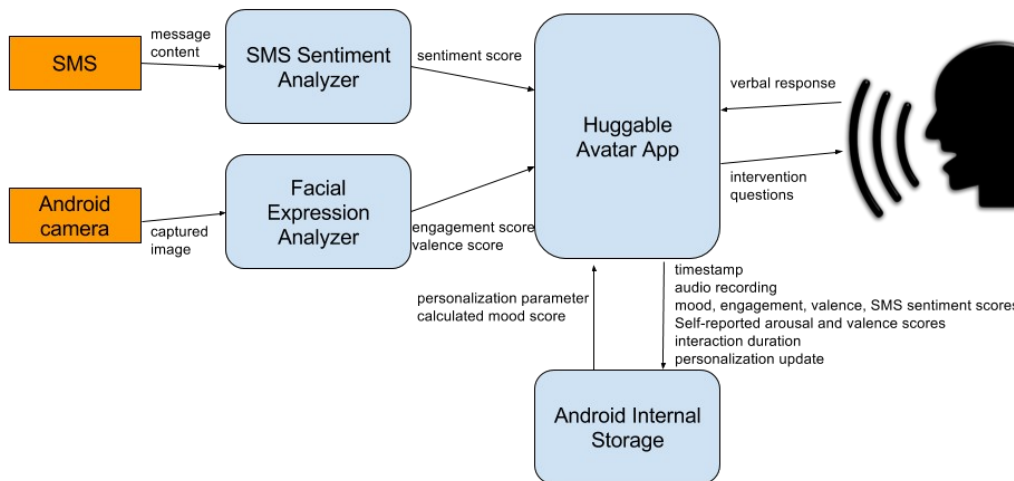 SMS
message
content
SMS Sentiment
Analyzer
sentiment score
Huggable
Avatar App
verbal response
intervention
questions
Android
camera
captured
image
Facial
Expression
Analyzer
engagement score
valence score
personalization parameter
calculated mood score
timestamp
audio recording
mood, engagement, valence, SMS sentiment scores
Self-reported arousal and valence scores
interaction duration
personalization update
Android Internal
Storage